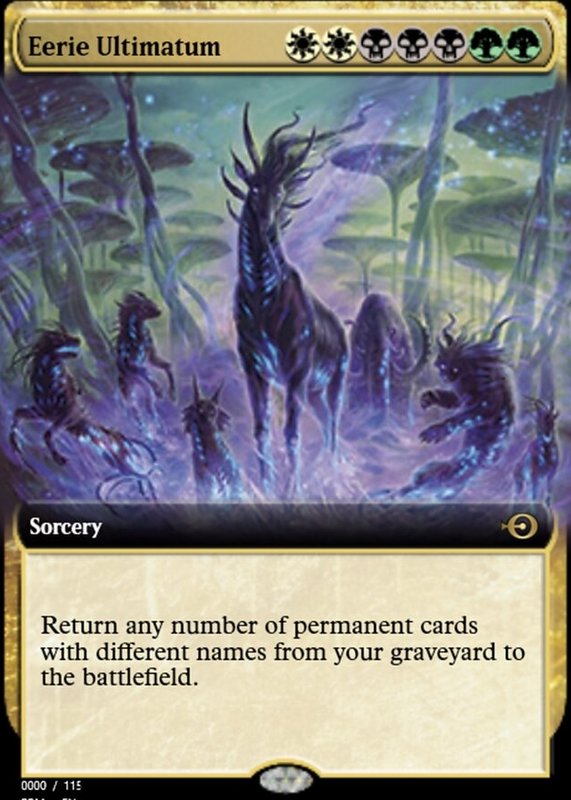 Eerie Ultimatum
Sorcery
Return any number of permanent cards
with different names from your graveyard to
the battlefield.
0000 / 115